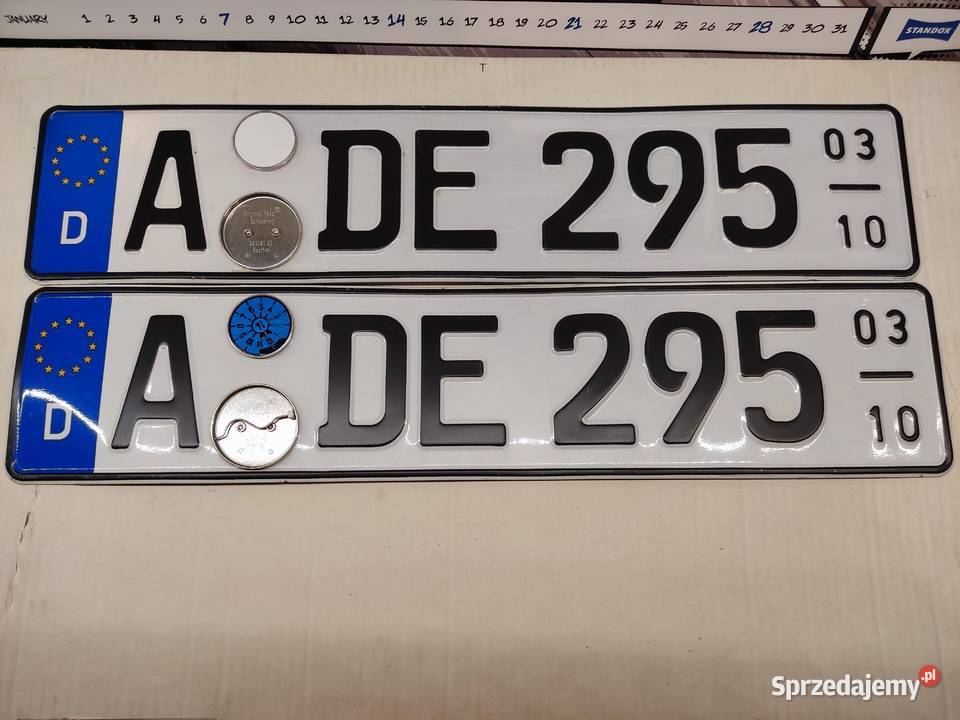 JANUARY 1 2 3 4 5 6 7 8 9 10 11 12 13 14 15 16 17 18 19 20 21 22 23 24 25 26 27 28 29 30 31
STANDOX
T
D A DE 295 03 10
D A DE 295 03 10
Sprzedajemy.pl